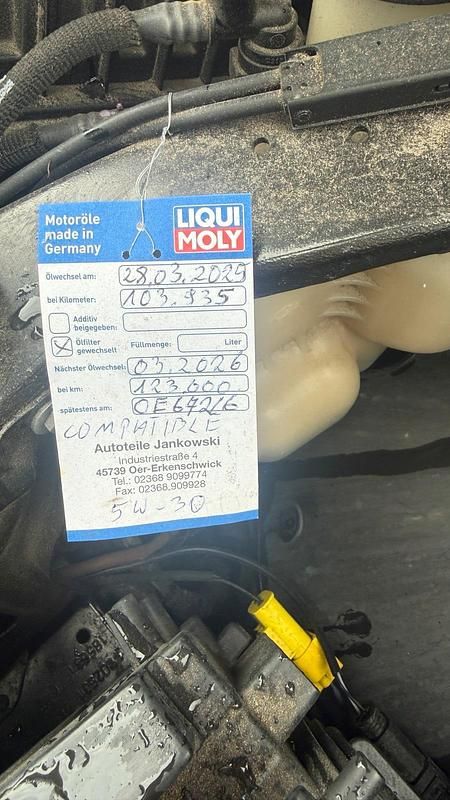 Motoröle
made in
Germany
LIQUI
MOLY
Ölwechsel am: 28.03.2025
bei Kilometer: 103.935
Additiv
beigegeben:
Ölfilter
gewechselt
Füllmenge: Liter
Nächster Ölwechsel: 03.2026
bei km: 123.000
spätestens am: OE672/6
COMPATIBLE
Autoteile Jankowski
Industriestraße 4
45739 Oer-Erkenschwick
Tel.: 02368 9099774
Fax: 02368.909928
5W-30